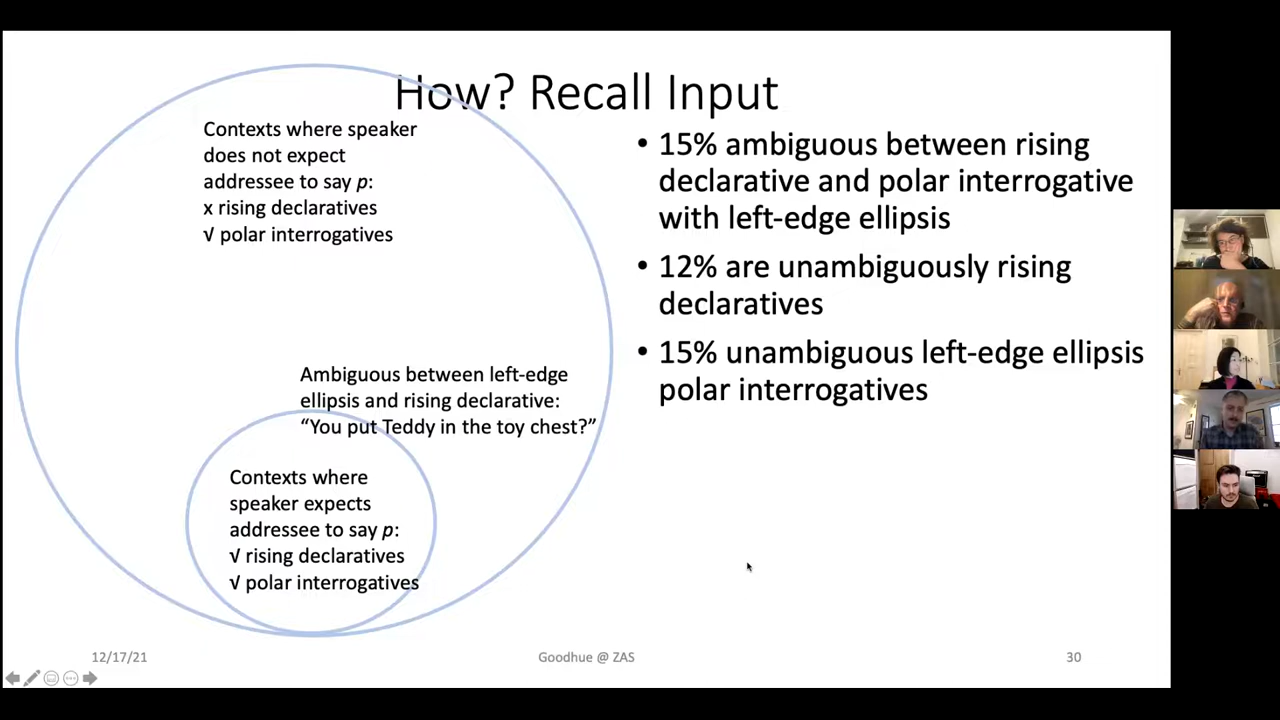 How? Recall Input
Contexts where speaker
does not expect
addressee to say p:
x rising declaratives
√ polar interrogatives
Ambiguous between left-edge
ellipsis and rising declarative:
“You put Teddy in the toy chest?”
Contexts where
speaker expects
addressee to say p:
√ rising declaratives
√ polar interrogatives
• 15% ambiguous between rising
declarative and polar interrogative
with left-edge ellipsis
• 12% are unambiguously rising
declaratives
• 15% unambiguous left-edge ellipsis
polar interrogatives
12/17/21
Goodhue @ ZAS
30